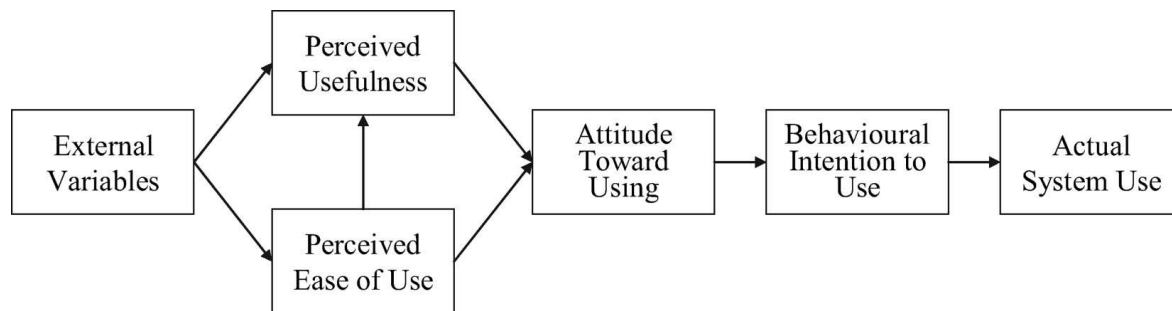 External
Variables
Perceived
Usefulness
Perceived
Ease of Use
Attitude
Toward
Using
Behavioural
Intention to
Use
Actual
System Use